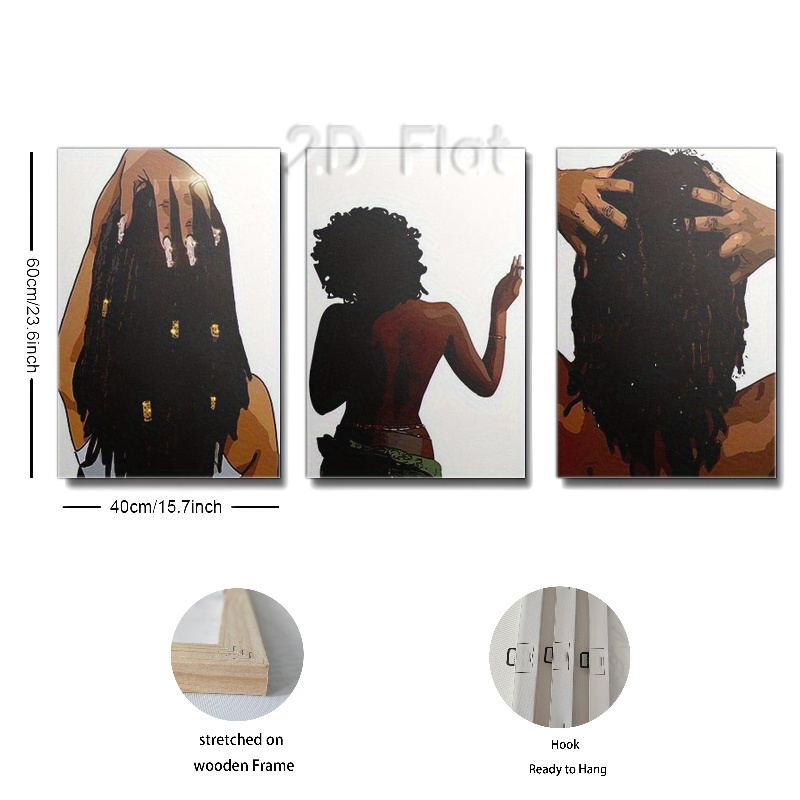 2D Flat
60cm/23.6inch
40cm/15.7inch
stretched on
wooden Frame
Hook
Ready to Hang